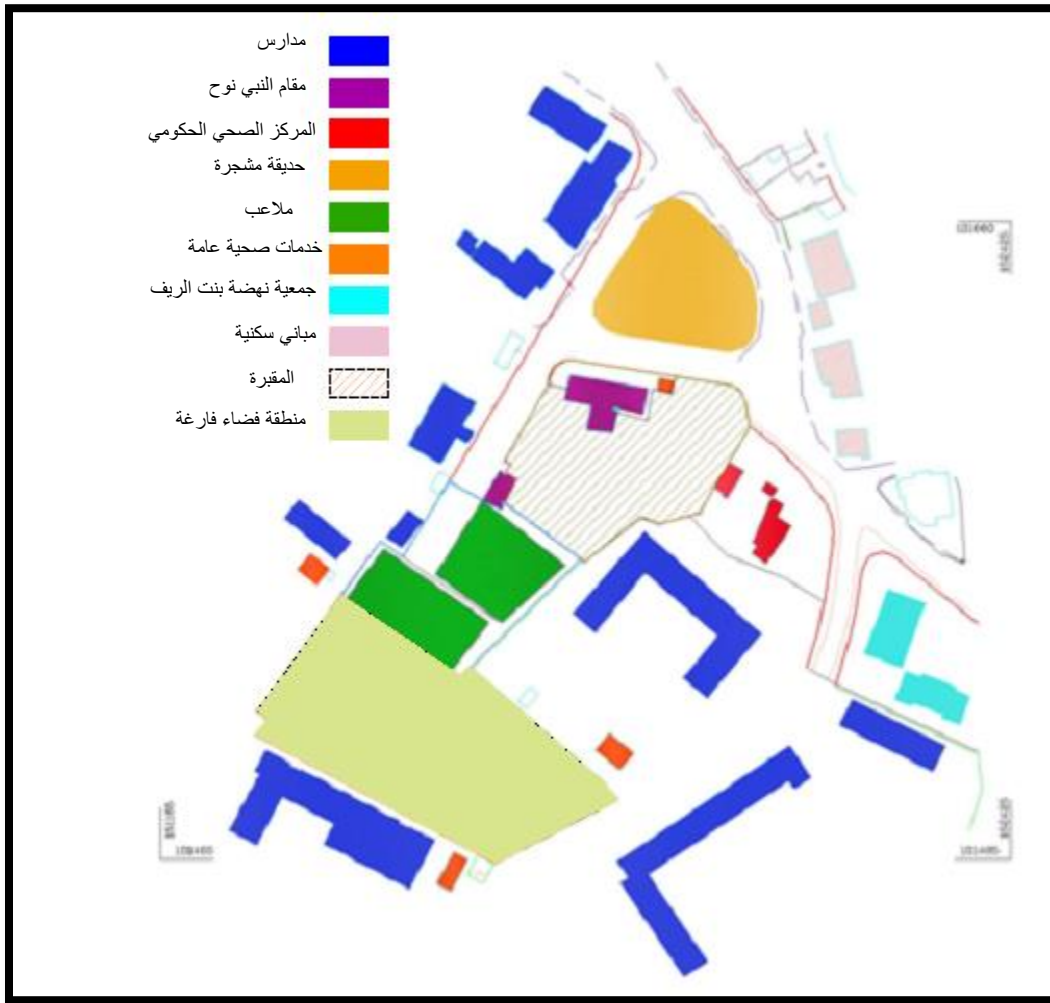 مدارس
مقام النبي نوح
المركز الصحي الحكومي
حديقة مشجرة
ملاعب
خدمات صحية عامة
جمعية نهضة بنت الريف
مباني سكنية
المقبرة
منطقة فضاء فارغة